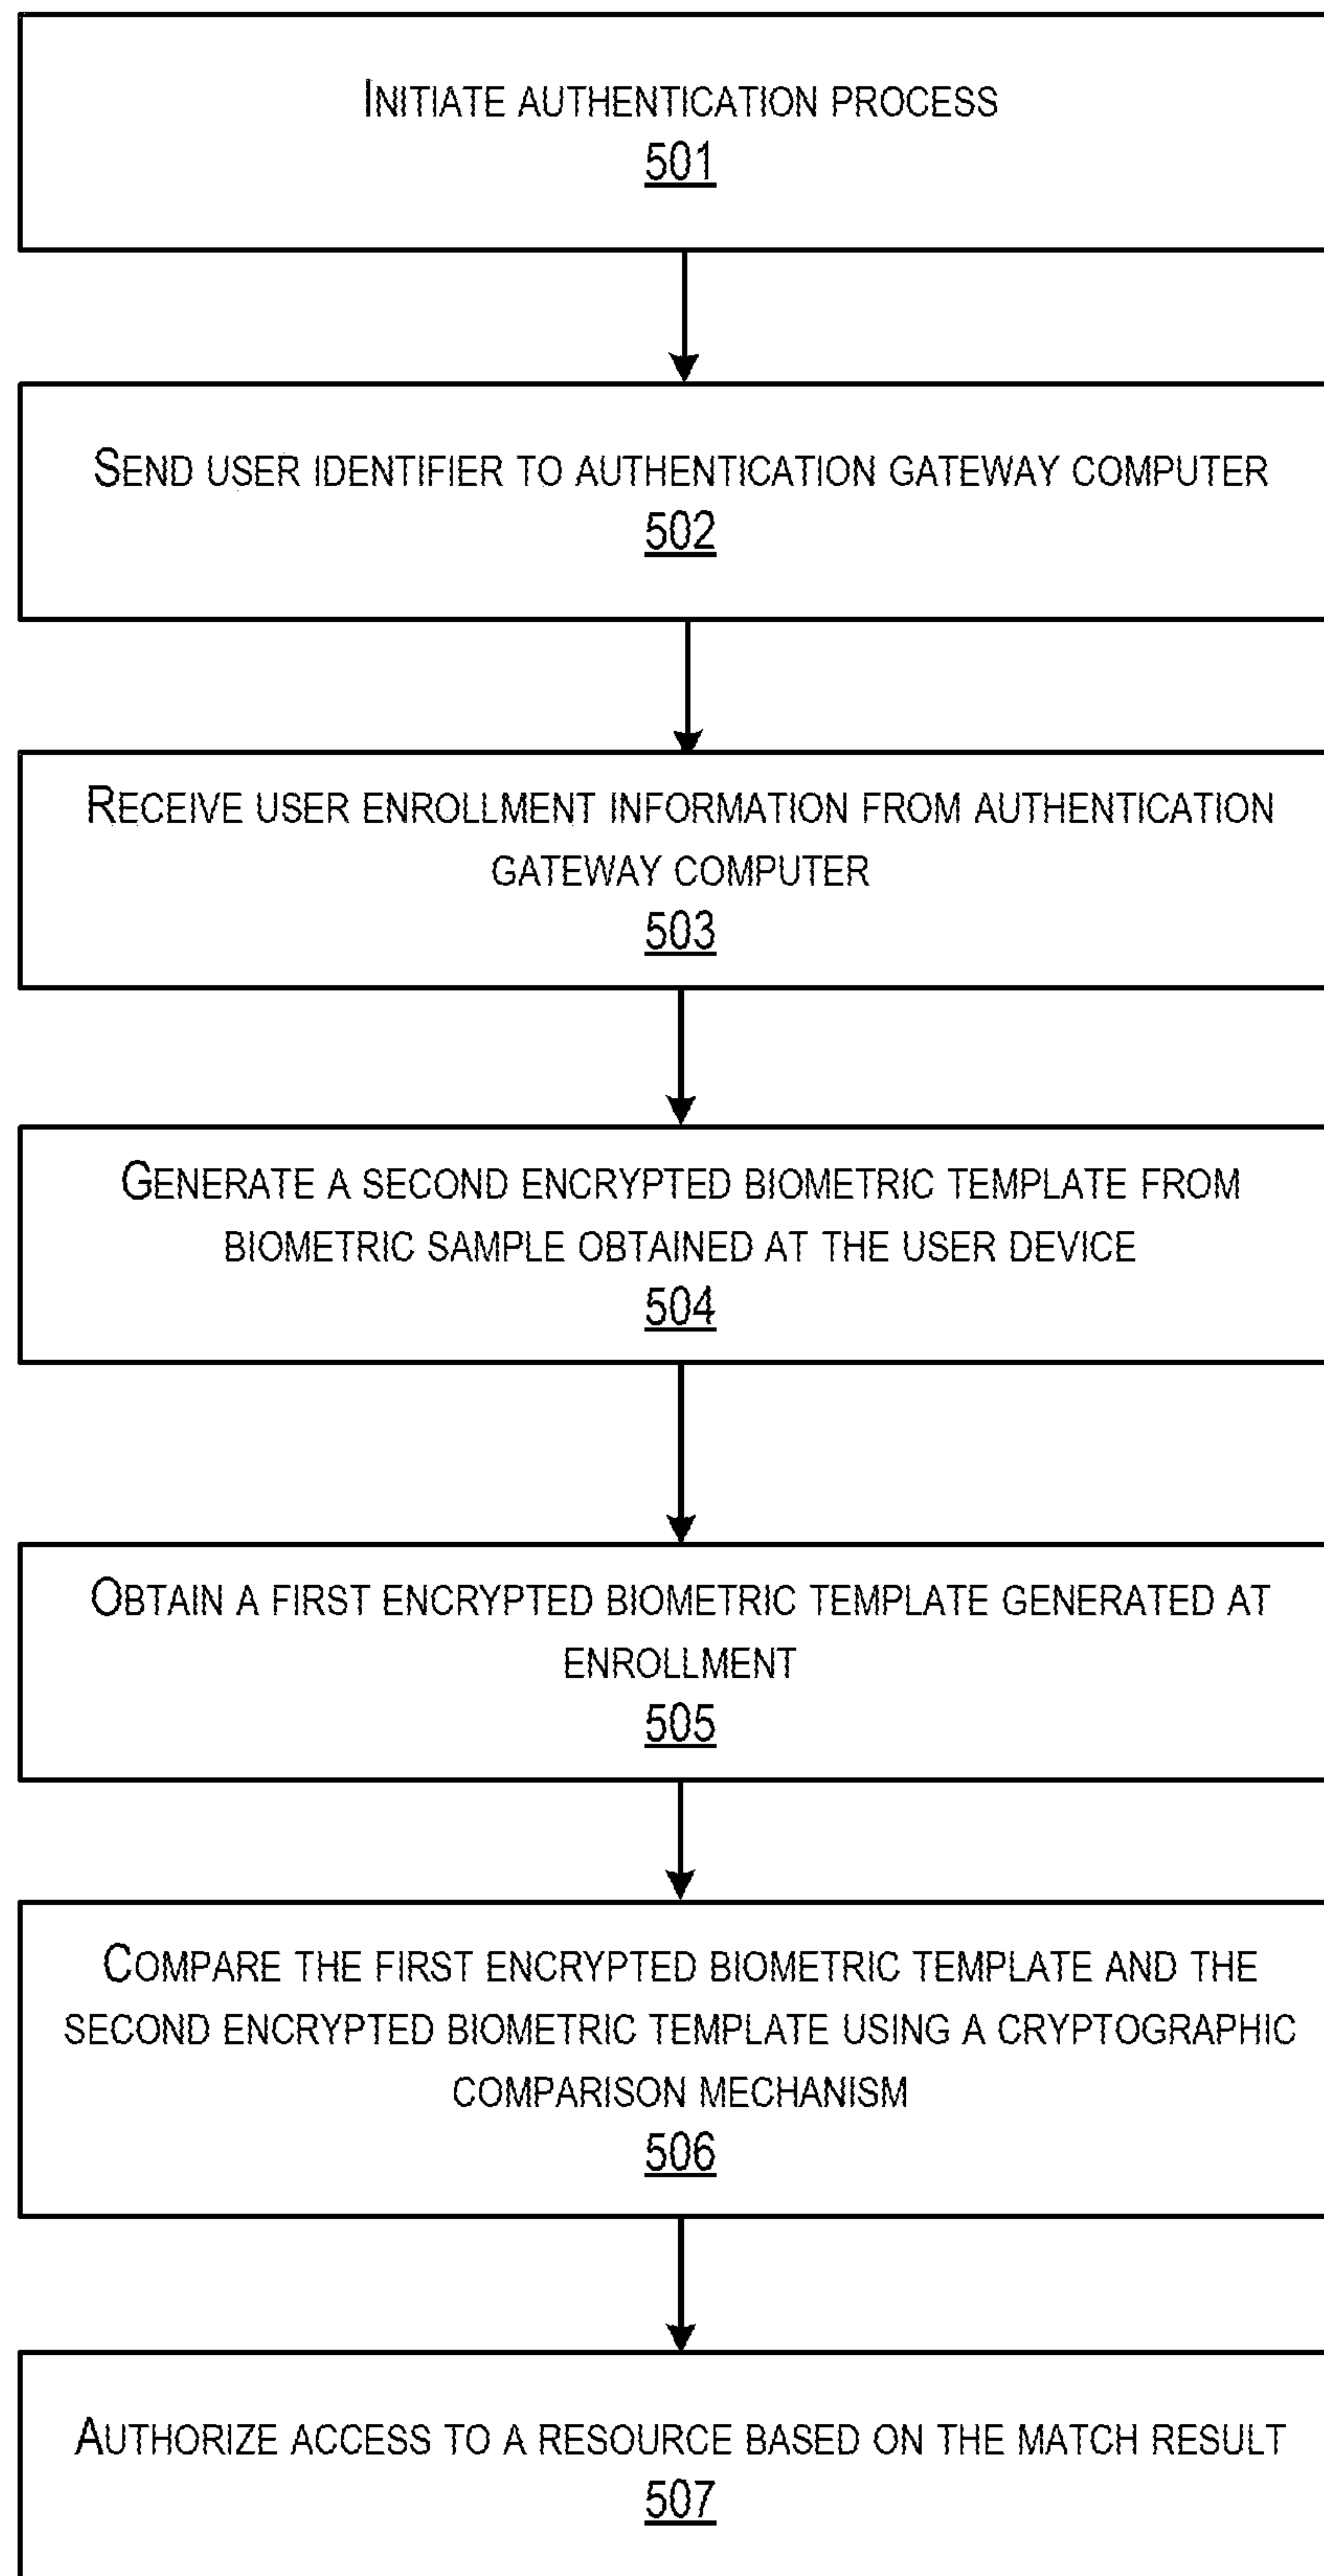 INITIATE AUTHENTICATION PROCESS
501
SEND USER IDENTIFIER TO AUTHENTICATION GATEWAY COMPUTER
502
RECEIVE USER ENROLLMENT INFORMATION FROM AUTHENTICATION
GATEWAY COMPUTER
503
GENERATE A SECOND ENCRYPTED BIOMETRIC TEMPLATE FROM
BIOMETRIC SAMPLE OBTAINED AT THE USER DEVICE
504
OBTAIN A FIRST ENCRYPTED BIOMETRIC TEMPLATE GENERATED AT
ENROLLMENT
505
COMPARE THE FIRST ENCRYPTED BIOMETRIC TEMPLATE AND THE
SECOND ENCRYPTED BIOMETRIC TEMPLATE USING A CRYPTOGRAPHIC
COMPARISON MECHANISM
506
AUTHORIZE ACCESS TO A RESOURCE BASED ON THE MATCH RESULT
507